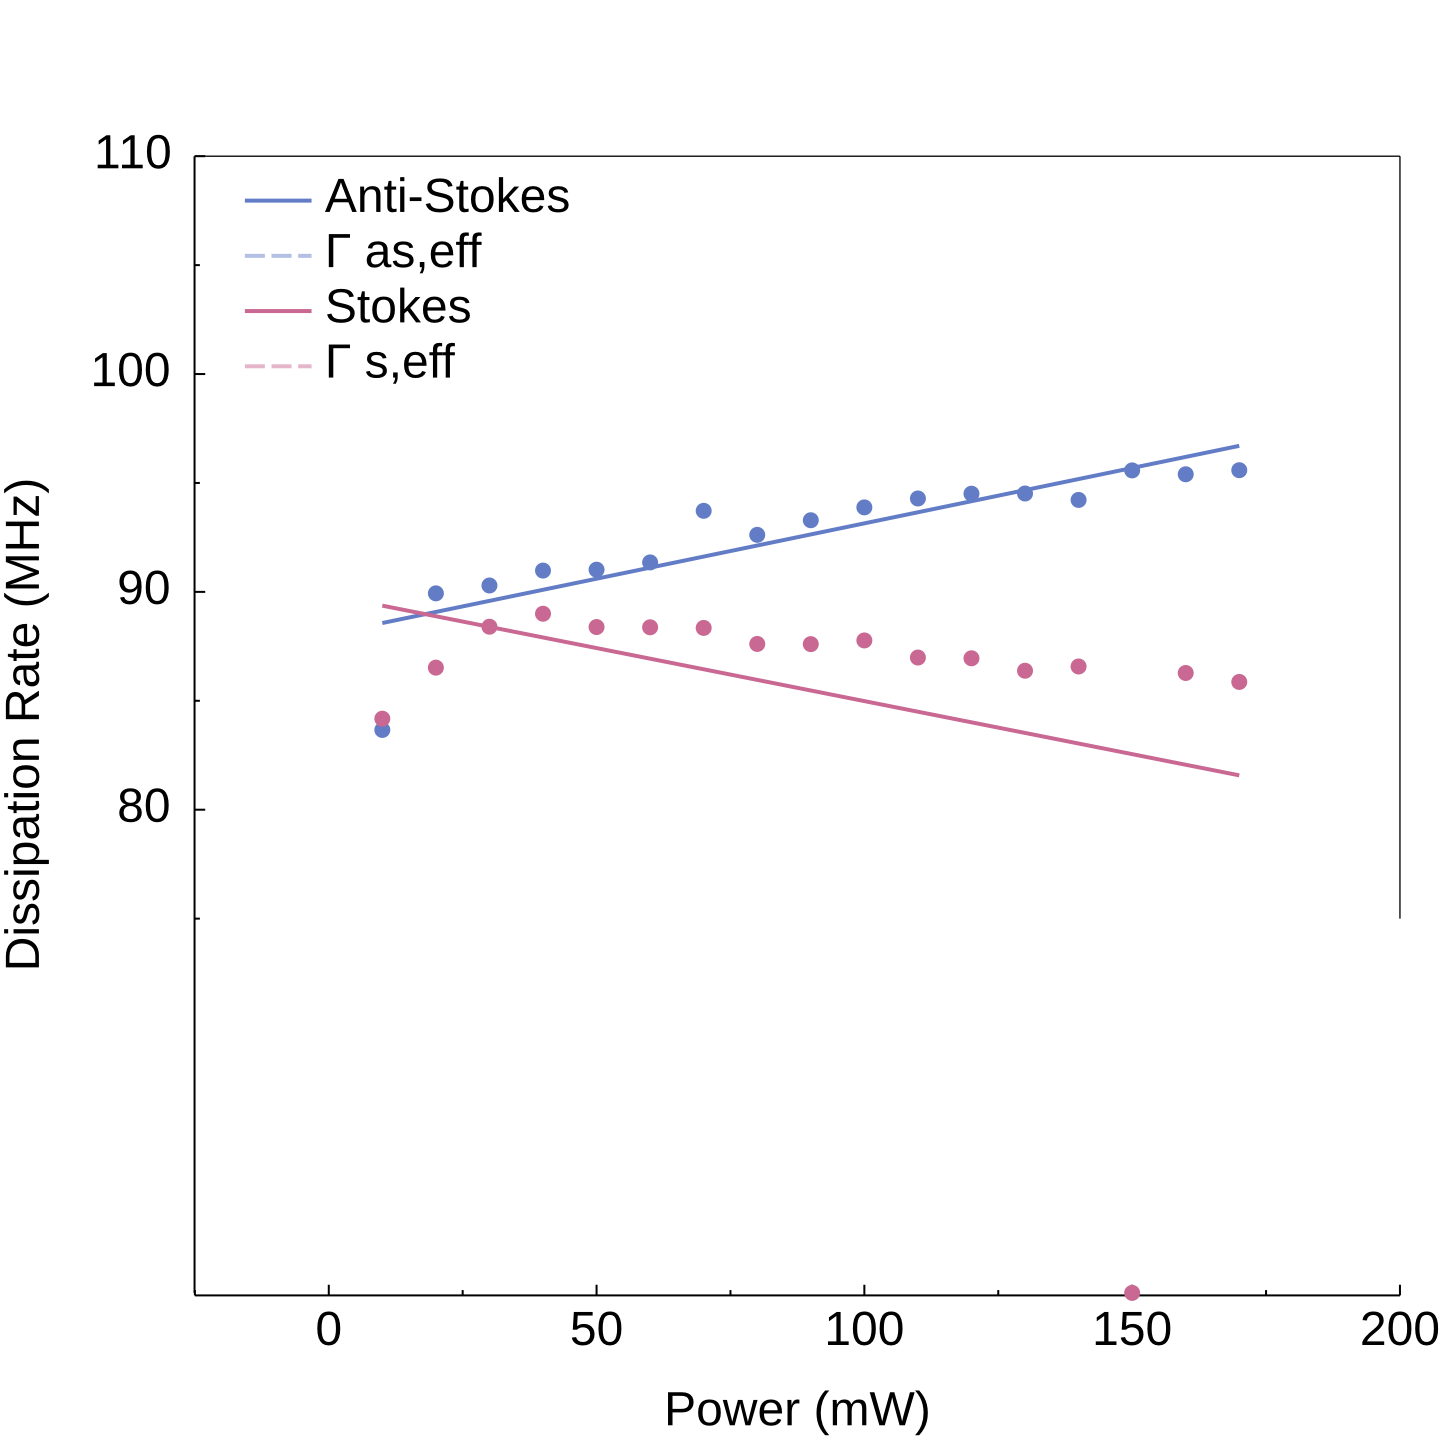 110
Anti-Stokes
Γ as,eff
Stokes
Γ s,eff
100
90
80
Dissipation Rate (MHz)
0 50 100 150 200
Power (mW)